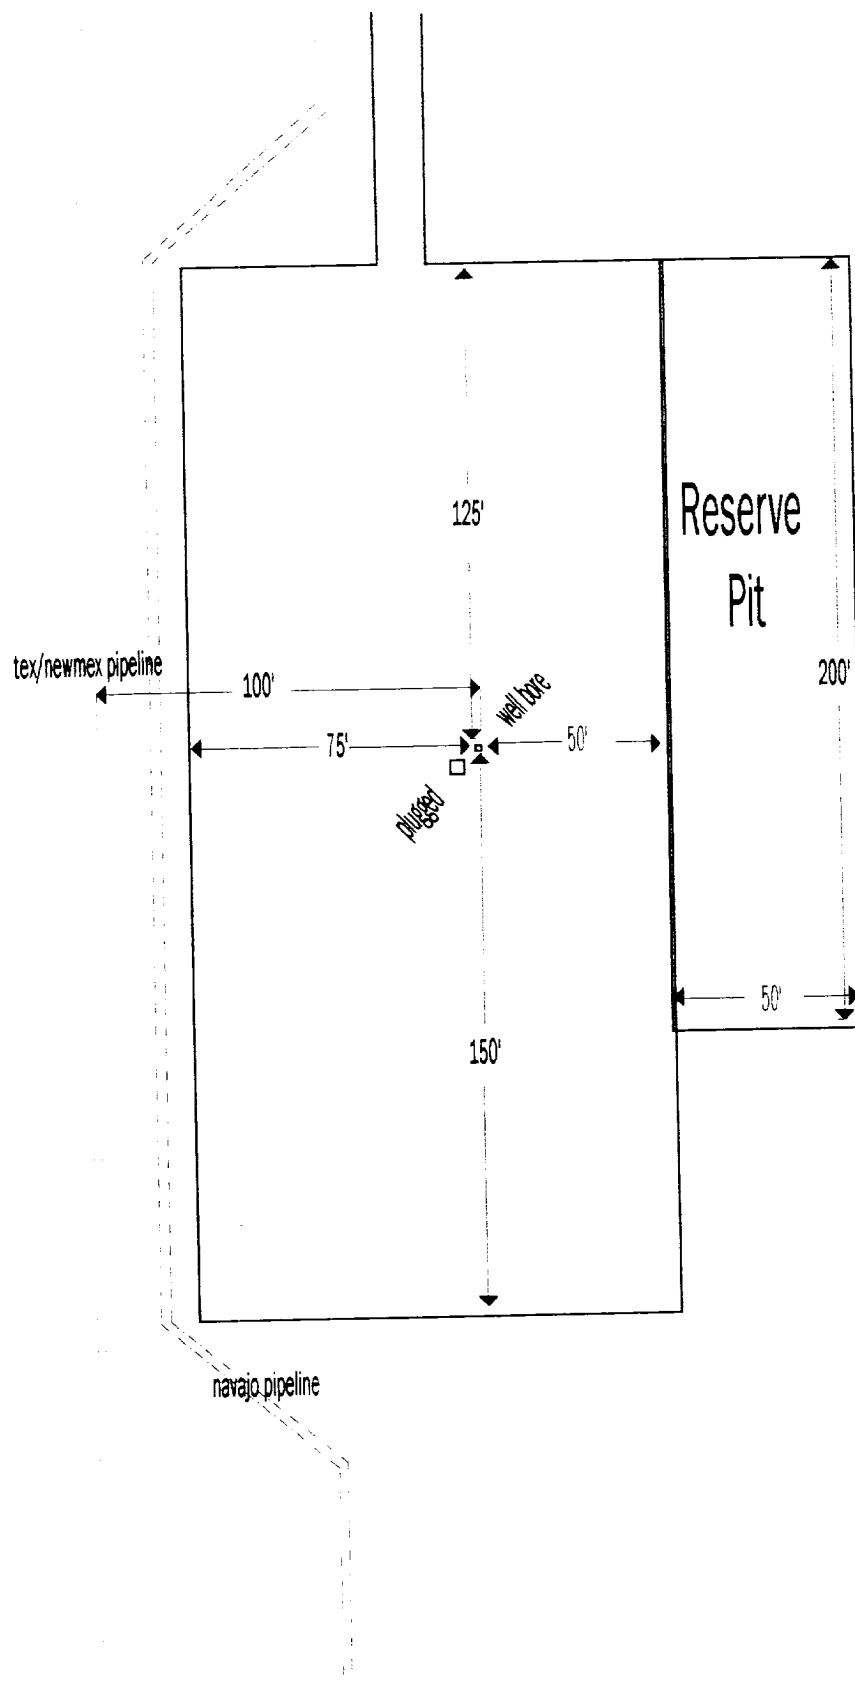 125'
Reserve
Pit
tex/newmex pipeline
100'
200'
well bore
75'
50'
plugged
50'
150'
navajo pipeline